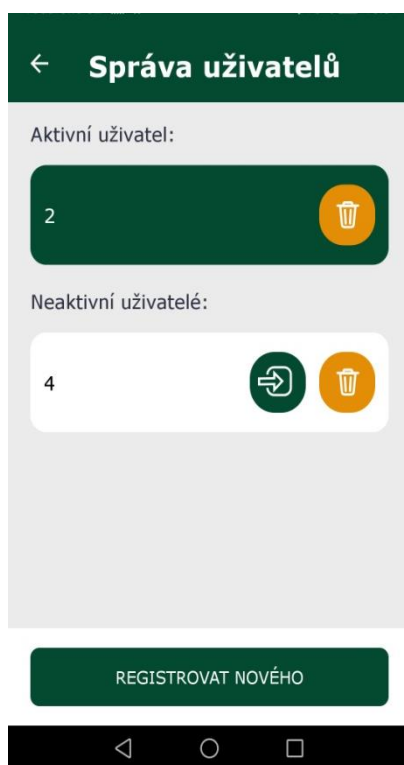 Správa uživatelů
Aktivní uživatel:
2
Neaktivní uživatelé:
4
REGISTROVAT NOVÉHO